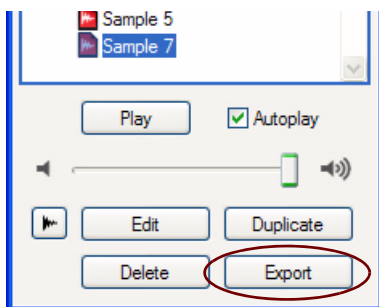 Sample 5
Sample 7
Play
Autoplay
Edit
Duplicate
Delete
Export